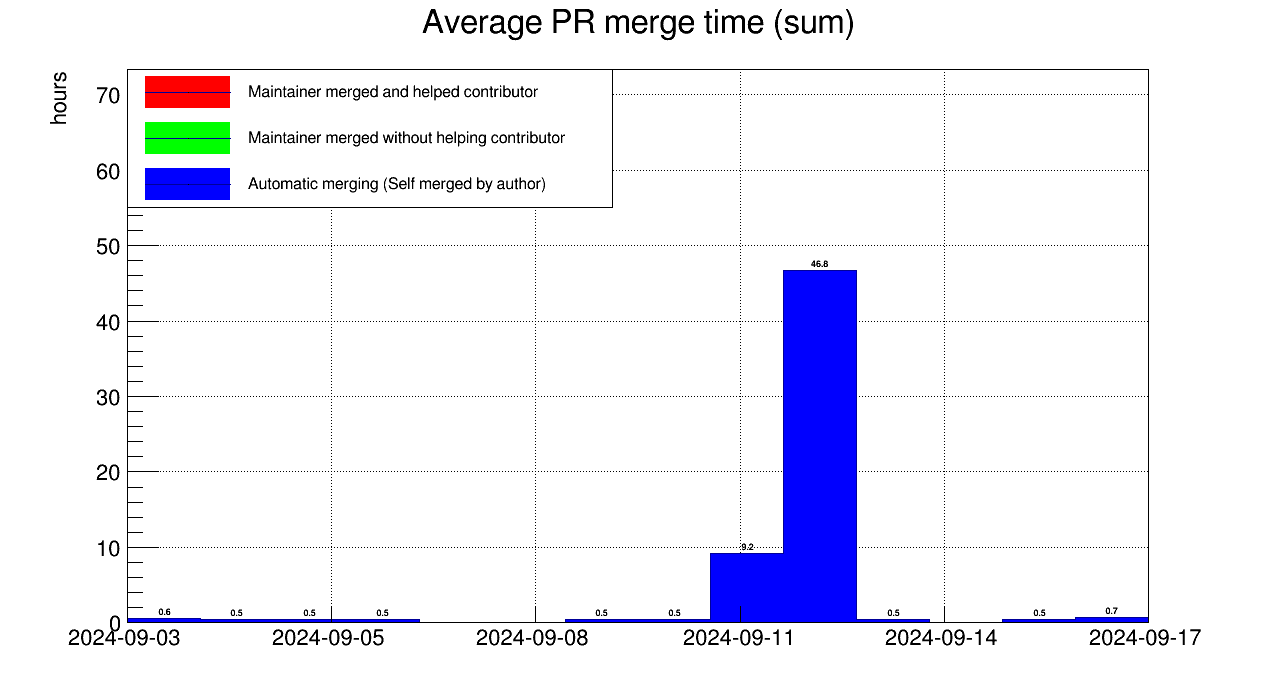 Average PR merge time (sum)
hours
Maintainer merged and helped contributor
Maintainer merged without helping contributor
Automatic merging (Self merged by author)
70
60
50
40
30
20
10
0
46.8
9.2
0.6 0.5 0.5 0.5 0.5 0.5 0.5 0.5 0.7
2024-09-03 2024-09-05 2024-09-08 2024-09-11 2024-09-14 2024-09-17